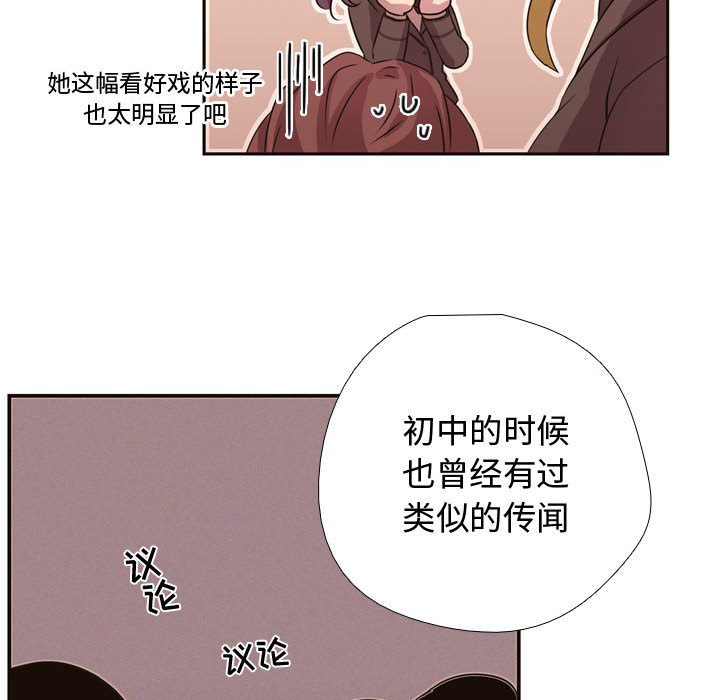 她这幅看好戏的样子
也太明显了吧
初中的时候
也曾经有过
类似的传闻
议
论
议论